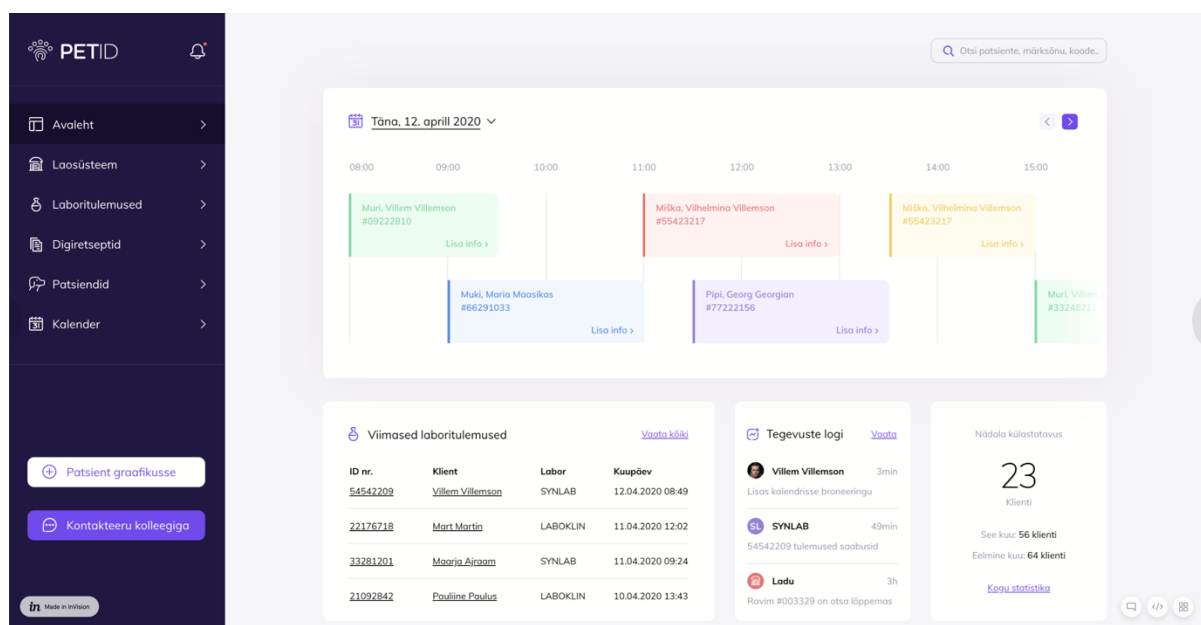 PETID
Avaleht
Laosüsteem
Laboritulemused
Digiretseptid
Patsiendid
Kalender
Patsient graafikusse
Kontakteeru kolleegiga
in Made in InVision
Otsi patsiente, märksõnu, koode..
31 Täna, 12. aprill 2020
08:00 09:00 10:00 11:00 12:00 13:00 14:00 15:00
Muri, Villem Villemson
#09222810
Lisa info ›
Miška, Vilhelmina Villemson
#55423217
Lisa info ›
Miška, Vilhelmina Villemson
#55423217
Lisa info ›
Muki, Maria Maasikas
#66291033
Lisa info ›
Pipi, Georg Georgian
#77222156
Lisa info ›
Muri, Villem
#33248711
Viimased laboritulemused Vaata kõiki
ID nr. Klient Labor Kuupäev
54542209 Villem Villemson SYNLAB 12.04.2020 08:49
22176718 Mart Martin LABOKLIN 11.04.2020 12:02
33281201 Maarja Ajraam SYNLAB 11.04.2020 09:24
21092842 Pauliine Paulus LABOKLIN 10.04.2020 13:43
Tegevuste logi Vaata
Villem Villemson 3min
Lisas kalendrisse broneeringu
SL SYNLAB 49min
54542209 tulemused saabusid
Ladu 3h
Ravim #003329 on otsa lõppemas
Nädala külastatavus
23
Klienti
See kuu: 56 klienti
Eelmine kuu: 64 klienti
Kogu statistika